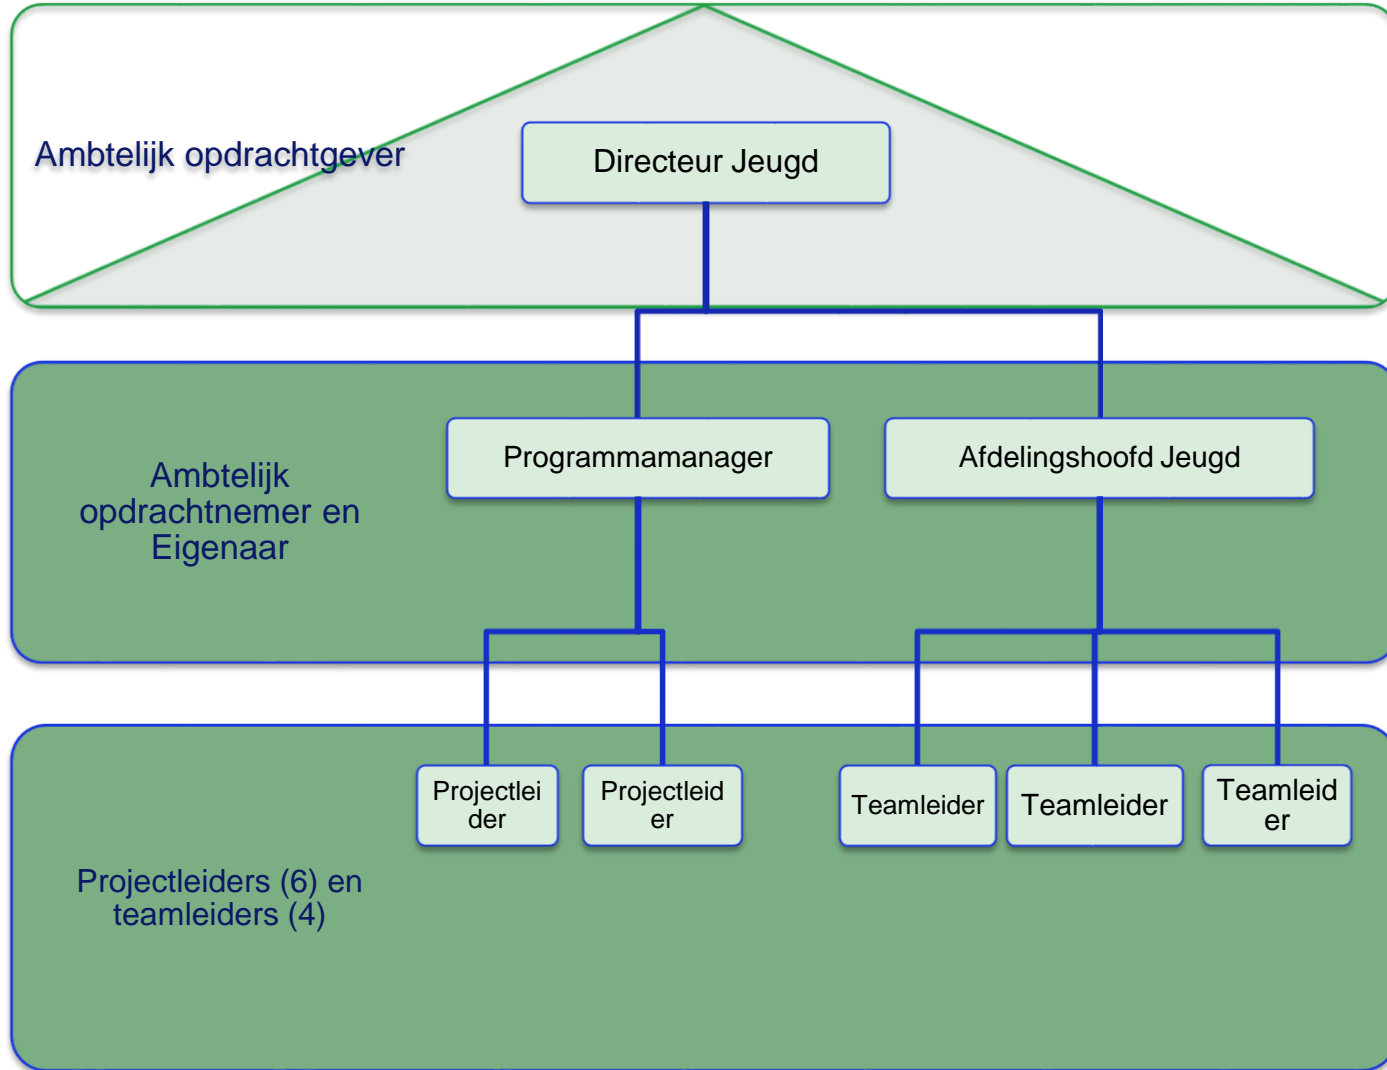 Ambtelijk opdrachtgever
Directeur Jeugd
Ambtelijk
opdrachtnemer en
Eigenaar
Programmamanager
Afdelingshoofd Jeugd
Projectleiders (6) en
teamleiders (4)
Projectlei
der
Projectleid
er
Teamleider
Teamleider
Teamleid
er